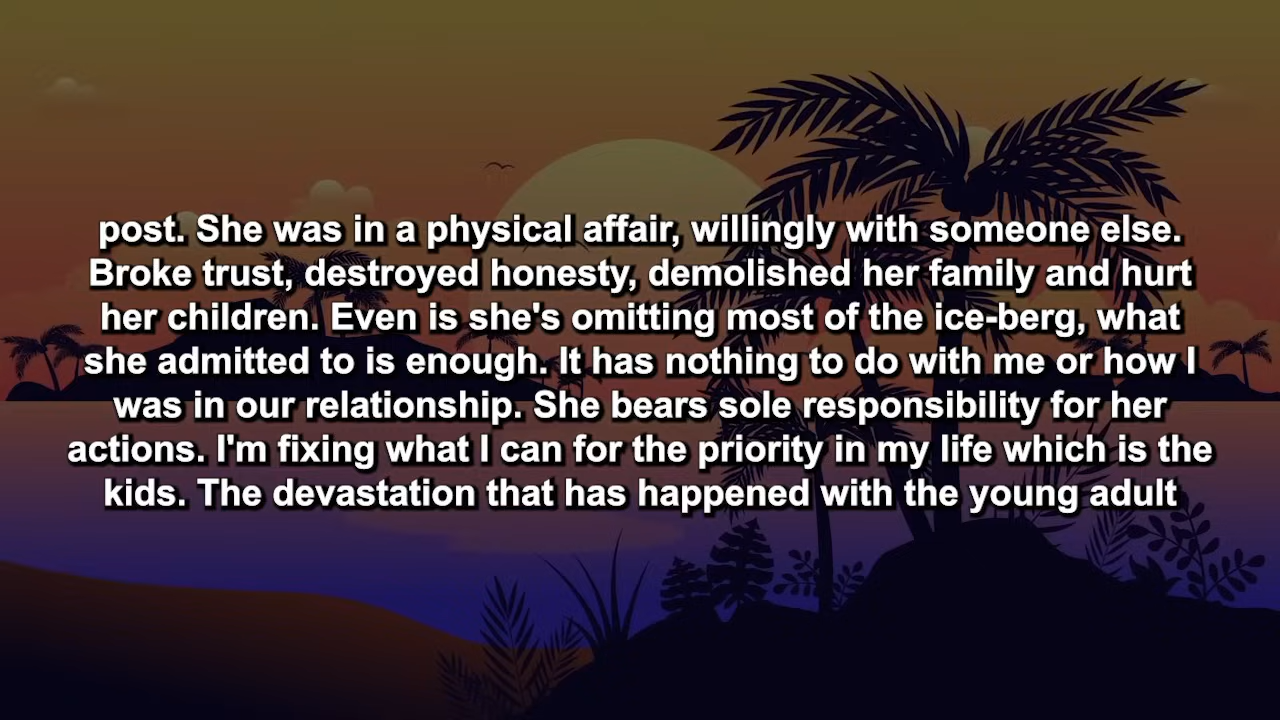 post. She was in a physical affair, willingly with someone else.
Broke trust, destroyed honesty, demolished her family and hurt
her children. Even is she's omitting most of the ice-berg, what
she admitted to is enough. It has nothing to do with me or how I
was in our relationship. She bears sole responsibility for her
actions. I'm fixing what I can for the priority in my life which is the
kids. The devastation that has happened with the young adult